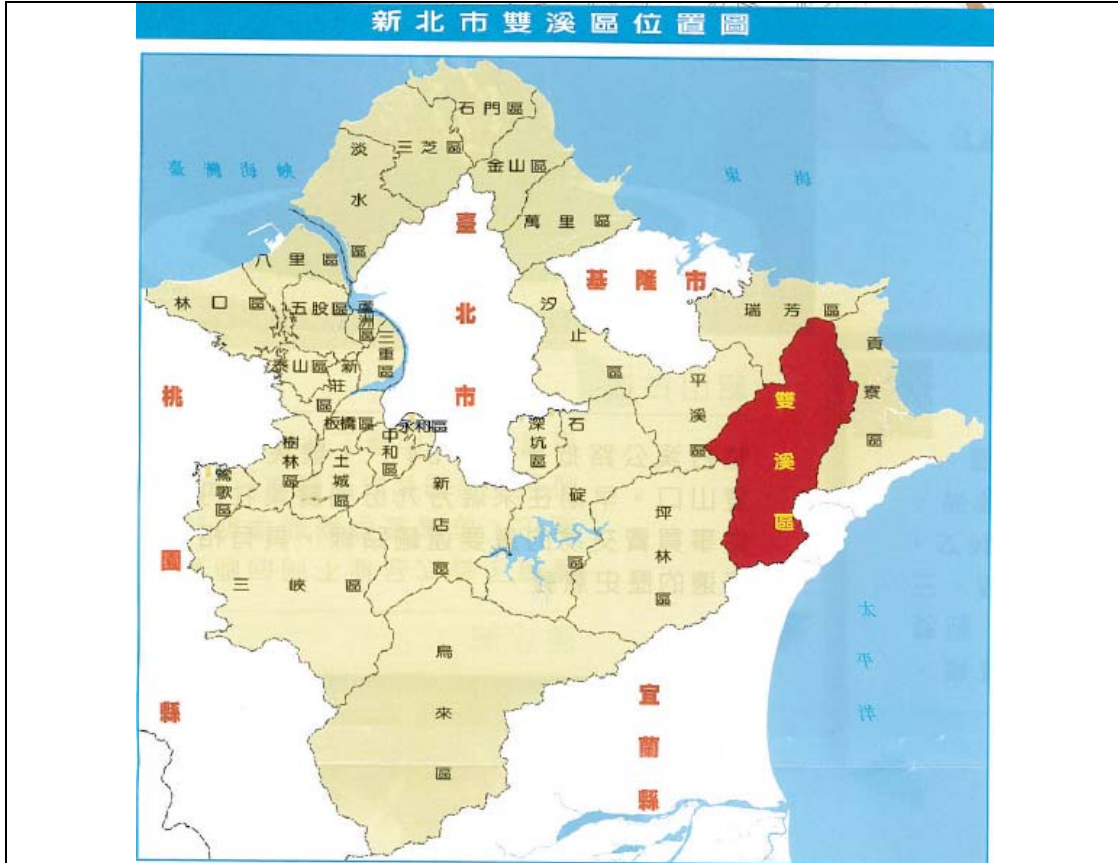 新北市雙溪區位置圖
石門區
三芝區
淡水區
金山區
臺灣海峽
東海
萬里區
臺北市
八里區
基隆市
林口區
五股區
蘆洲區
汐止區
瑞芳區
三重區
貢寮區
泰山區
新莊區
平溪區
雙溪區
桃園縣
板橋區
永和區
中和區
深坑區
石碇區
樹林區
土城區
鶯歌區
新店區
坪林區
三峽區
太平洋
烏來區
宜蘭縣